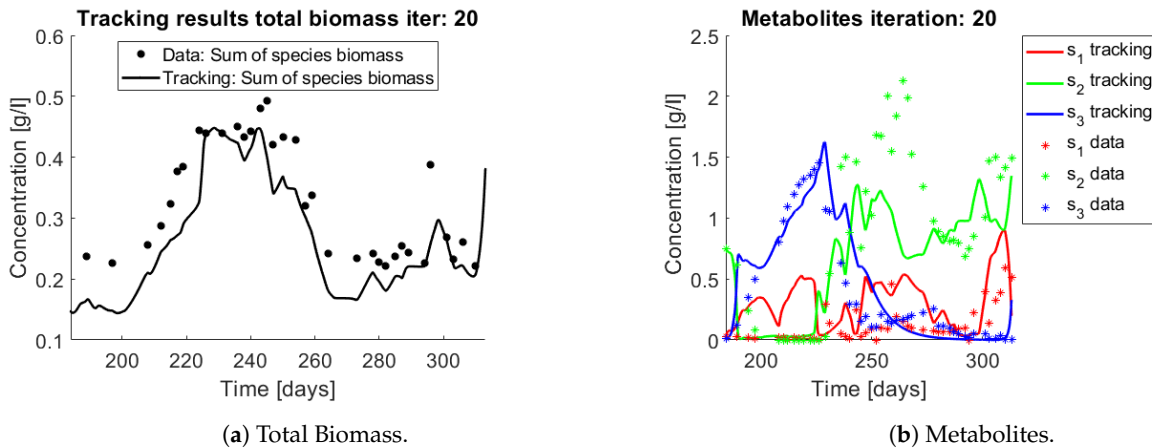 Tracking results total biomass iter: 20
Concentration [g/l]
0.6
0.5
0.4
0.3
0.2
0.1
Data: Sum of species biomass
Tracking: Sum of species biomass
200 220 240 260 280 300
Time [days]
(a) Total Biomass.
Metabolites iteration: 20
Concentration [g/l]
2.5
2
1.5
1
0.5
0
200 250 300
Time [days]
s1 tracking
s2 tracking
s3 tracking
s1 data
s2 data
s3 data
(b) Metabolites.